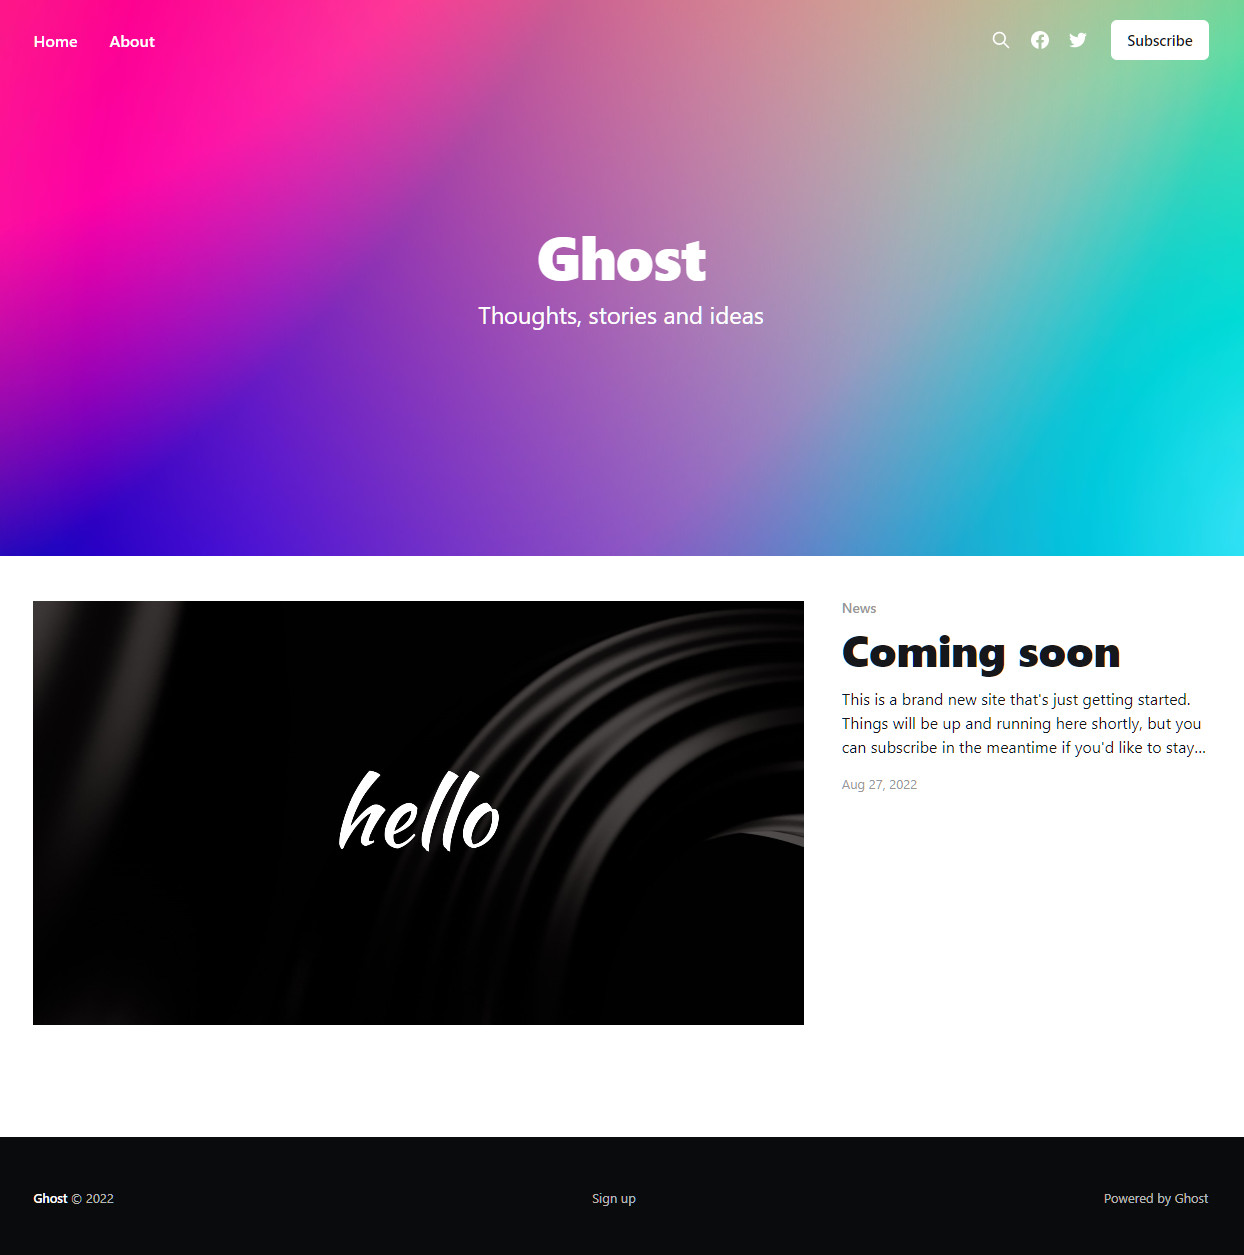 Home About Subscribe
Ghost
Thoughts, stories and ideas
hello
News
Coming soon
This is a brand new site that's just getting started.
Things will be up and running here shortly, but you
can subscribe in the meantime if you'd like to stay...
Aug 27, 2022
Ghost © 2022 Sign up Powered by Ghost